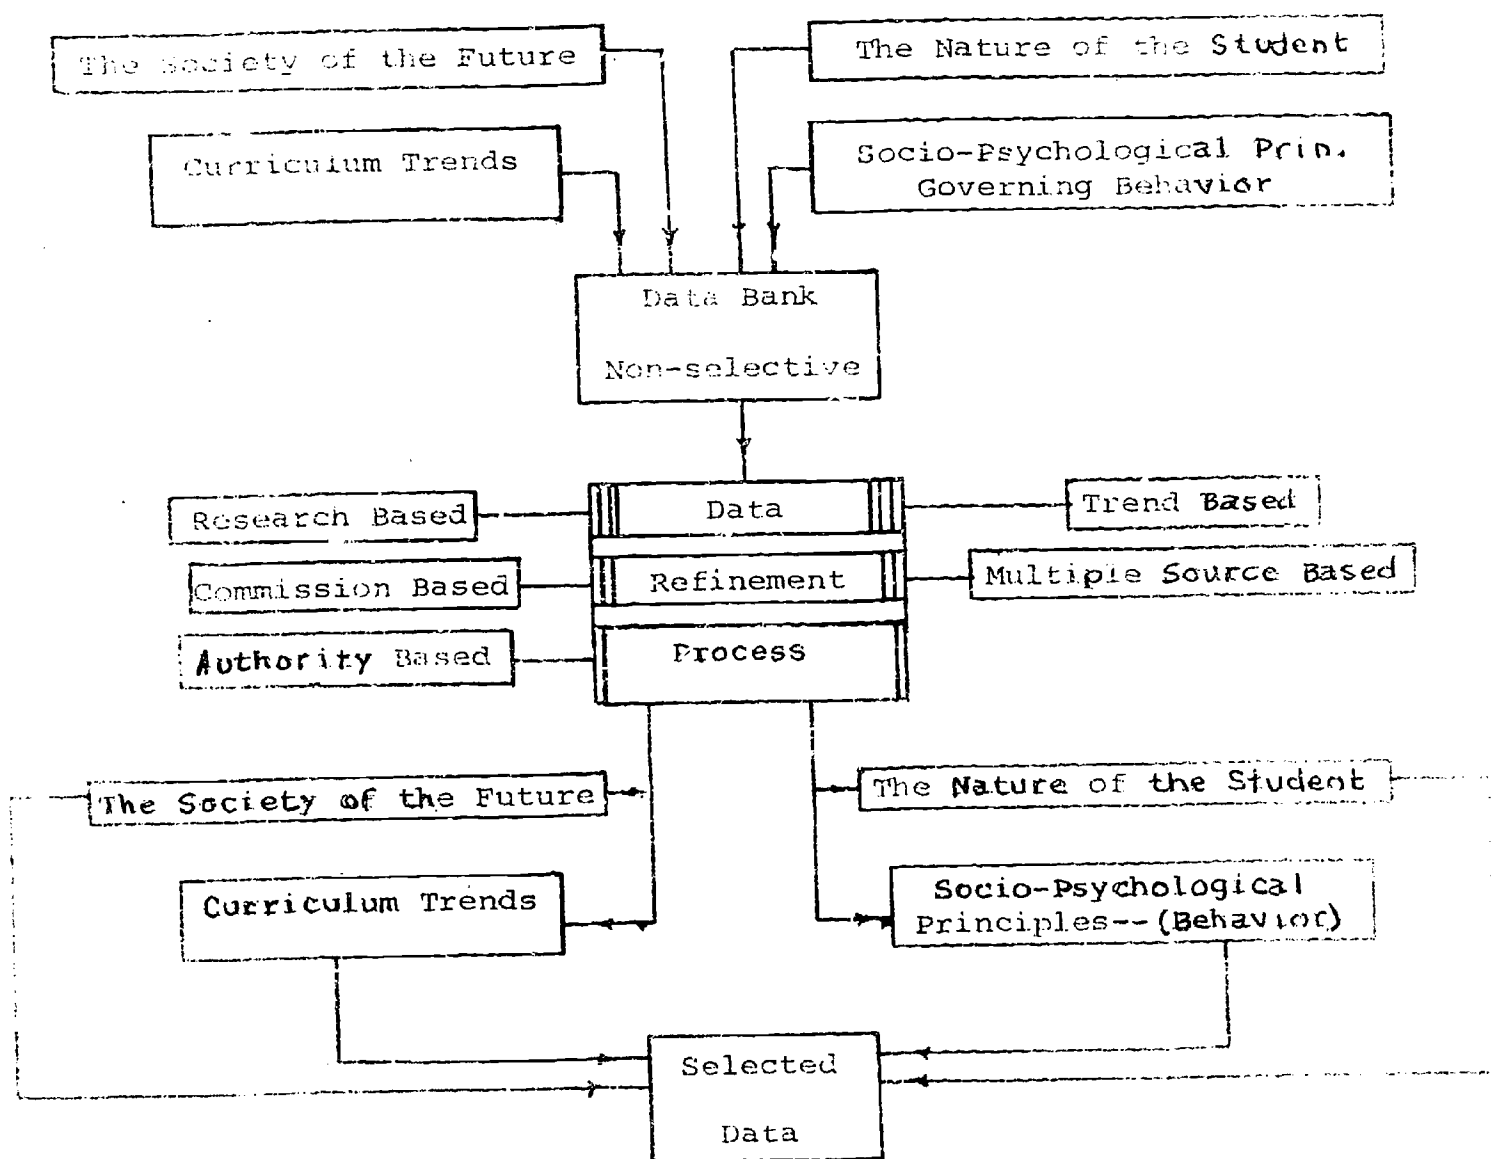 The Society of the Future
The Nature of the Student
Curriculum Trends
Socio-Psychological Prin.
Governing Behavior
Data Bank
Non-selective
Research Based
Data
Trend Based
Commission Based
Refinement
Multiple Source Based
Authority Based
Process
The Society of the Future
The Nature of the Student
Curriculum Trends
Socio-Psychological
Principles--(Behavior)
Selected
Data